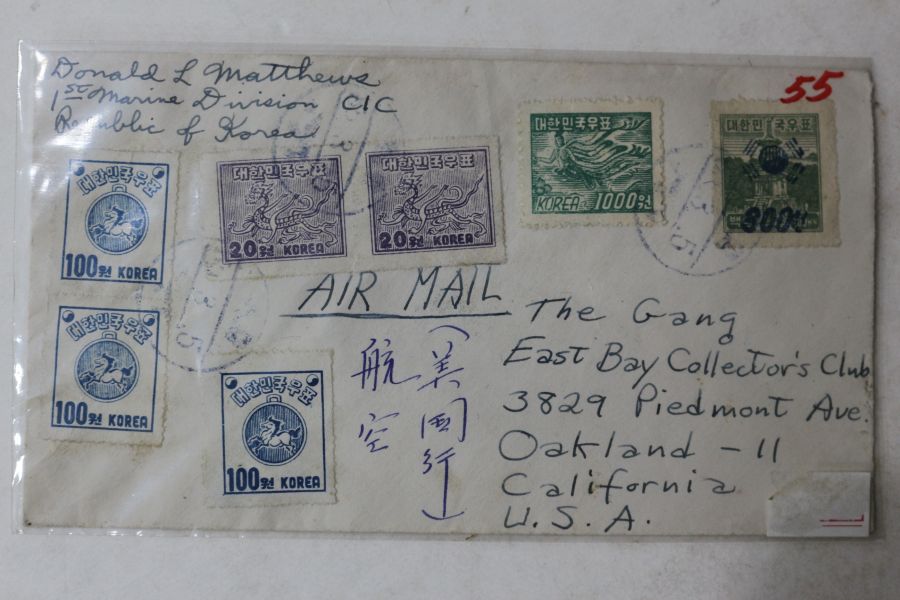 Donald L Matthews
1st Marine Division CIC
Republic of Korea
55
대한민국우표
100원 KOREA
대한민국우표
20원 KOREA
대한민국우표
20원 KOREA
대한민국우표
KOREA 1000원
대한민국우표
300원
대한민국우표
100원 KOREA
대한민국우표
100원 KOREA
AIR MAIL
(美国行)
航空
The Gang
East Bay Collector's Club
3829 Piedmont Ave.
Oakland - 11
California
U. S. A.